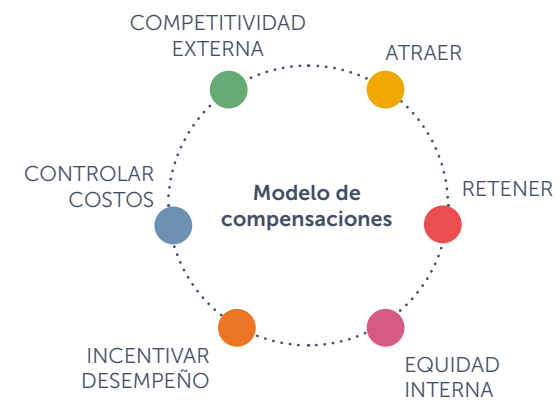 COMPETITIVIDAD
EXTERNA
ATRAER
CONTROLAR
COSTOS
Modelo de
compensaciones
RETENER
INCENTIVAR
DESEMPEÑO
EQUIDAD
INTERNA